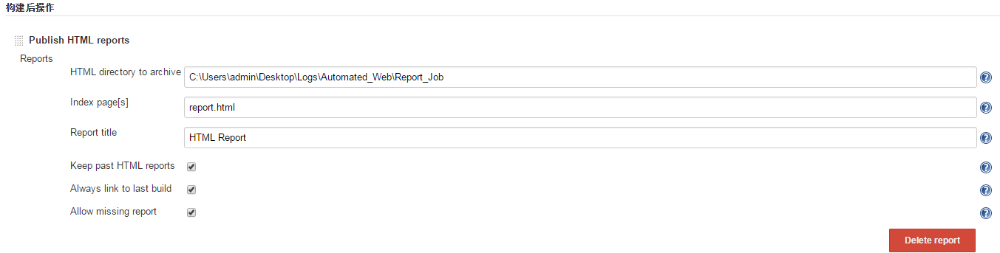 构建后操作
Publish HTML reports
Reports
HTML directory to archive C:\Users\admin\Desktop\Logs\Automated_Web\Report_Job
Index page[s] report.html
Report title HTML Report
Keep past HTML reports
Always link to last build
Allow missing report
Delete report